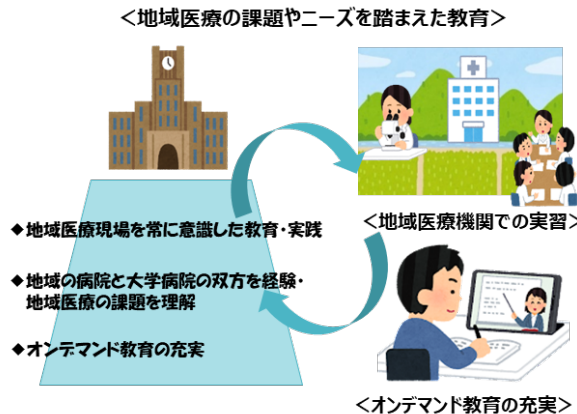 ＜地域医療の課題やニーズを踏まえた教育＞
◆地域医療現場を常に意識した教育・実践
◆地域の病院と大学病院の双方を経験・
地域医療の課題を理解
◆オンデマンド教育の充実
＜地域医療機関での実習＞
＜オンデマンド教育の充実＞